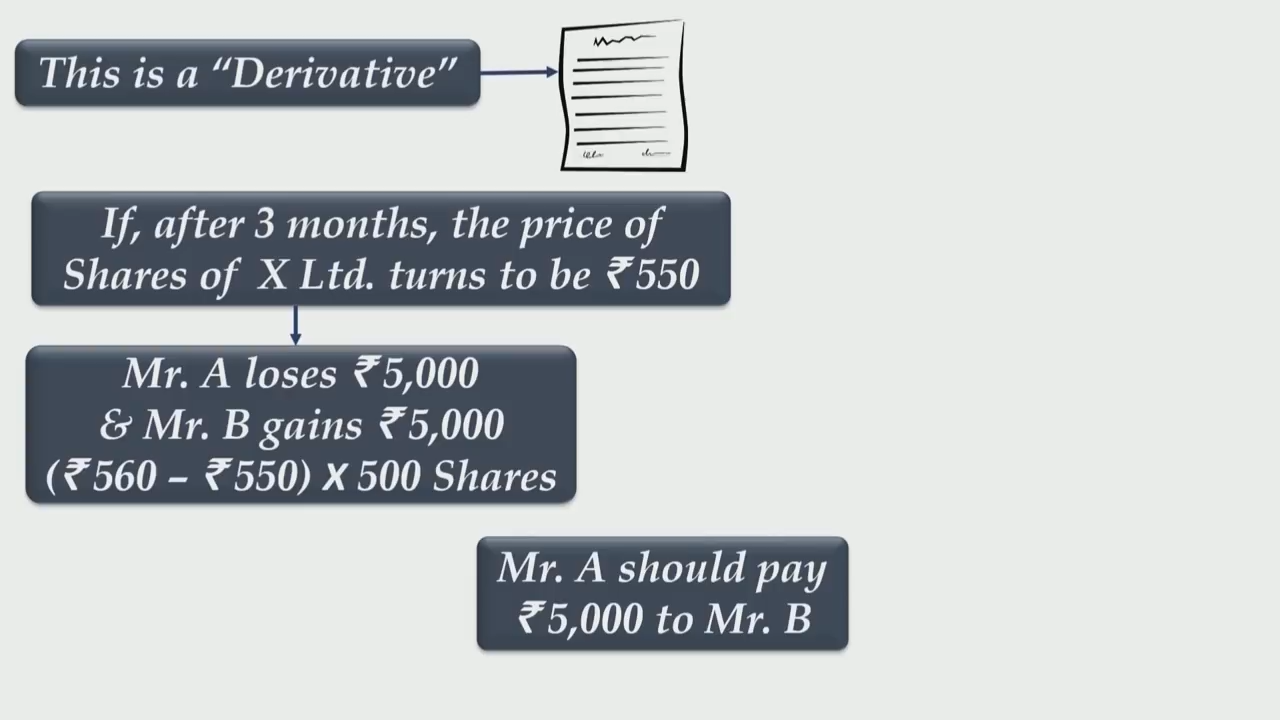 This is a “Derivative”
If, after 3 months, the price of
Shares of X Ltd. turns to be ₹550
Mr. A loses ₹5,000
& Mr. B gains ₹5,000
(₹560 – ₹550) X 500 Shares
Mr. A should pay
₹5,000 to Mr. B